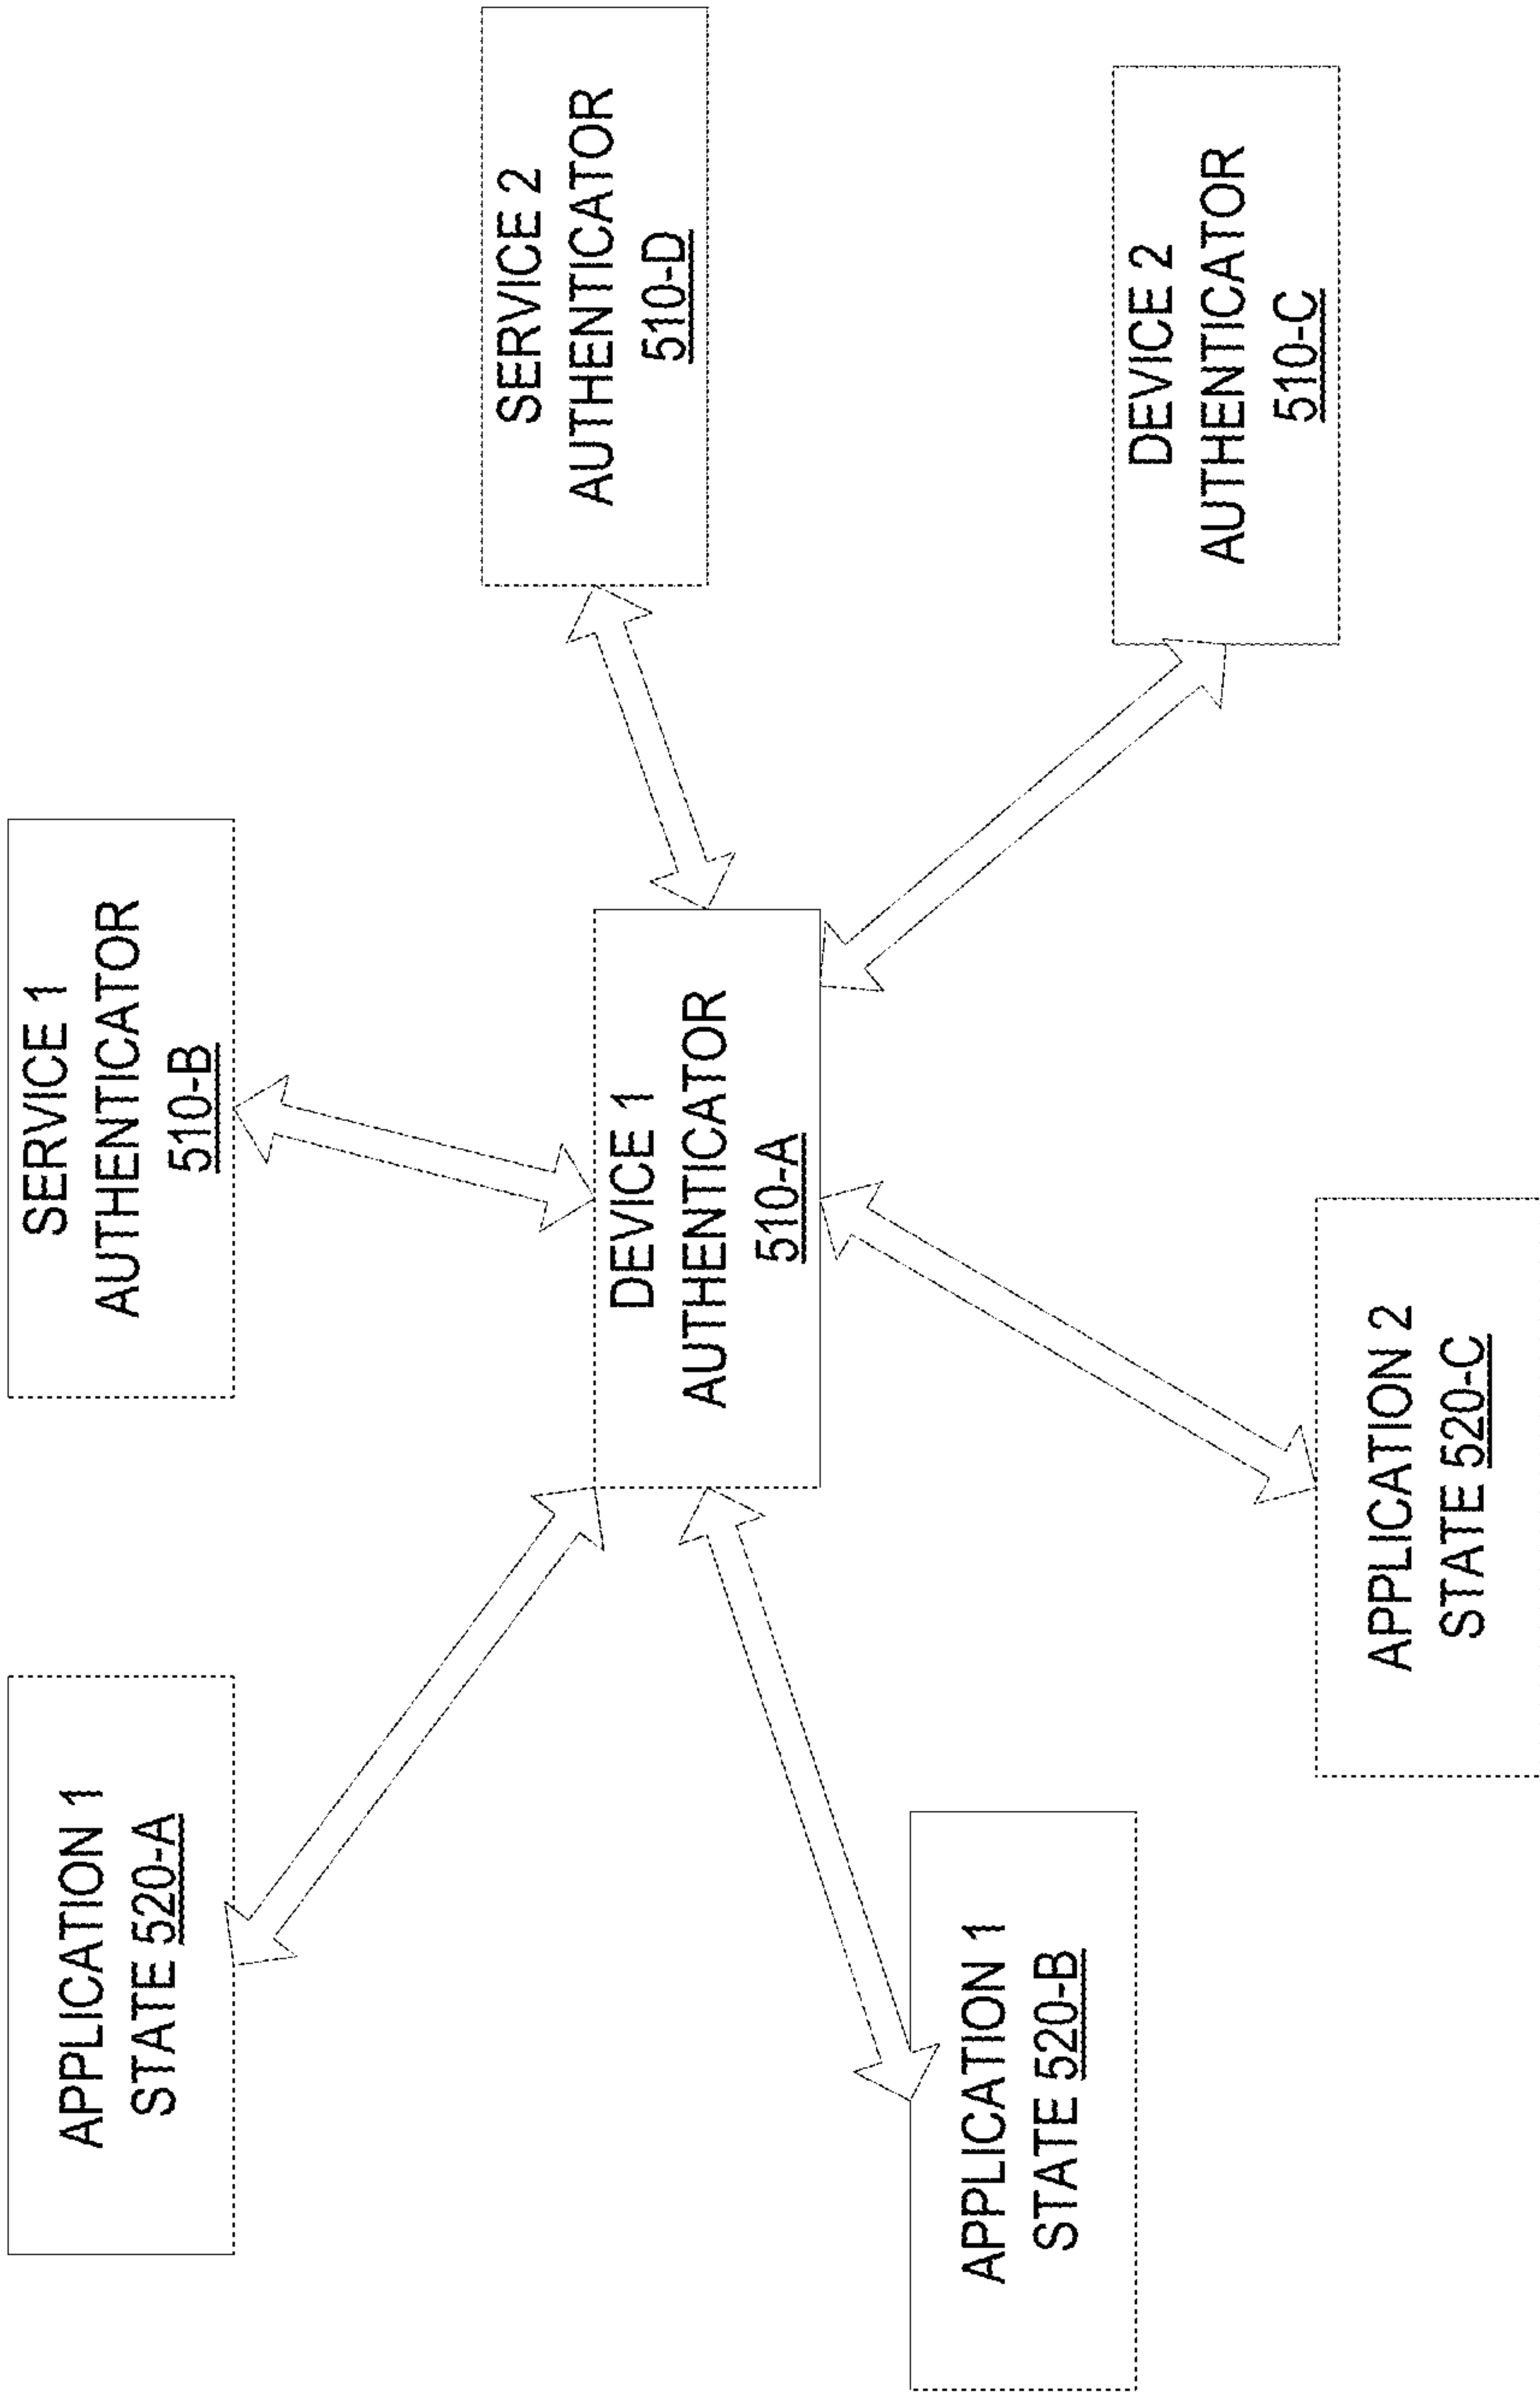 APPLICATION 1
STATE 520-A
SERVICE 1
AUTHENTICATOR
510-B
SERVICE 2
AUTHENTICATOR
510-D
DEVICE 1
AUTHENTICATOR
510-A
APPLICATION 1
STATE 520-B
DEVICE 2
AUTHENTICATOR
510-C
APPLICATION 2
STATE 520-C